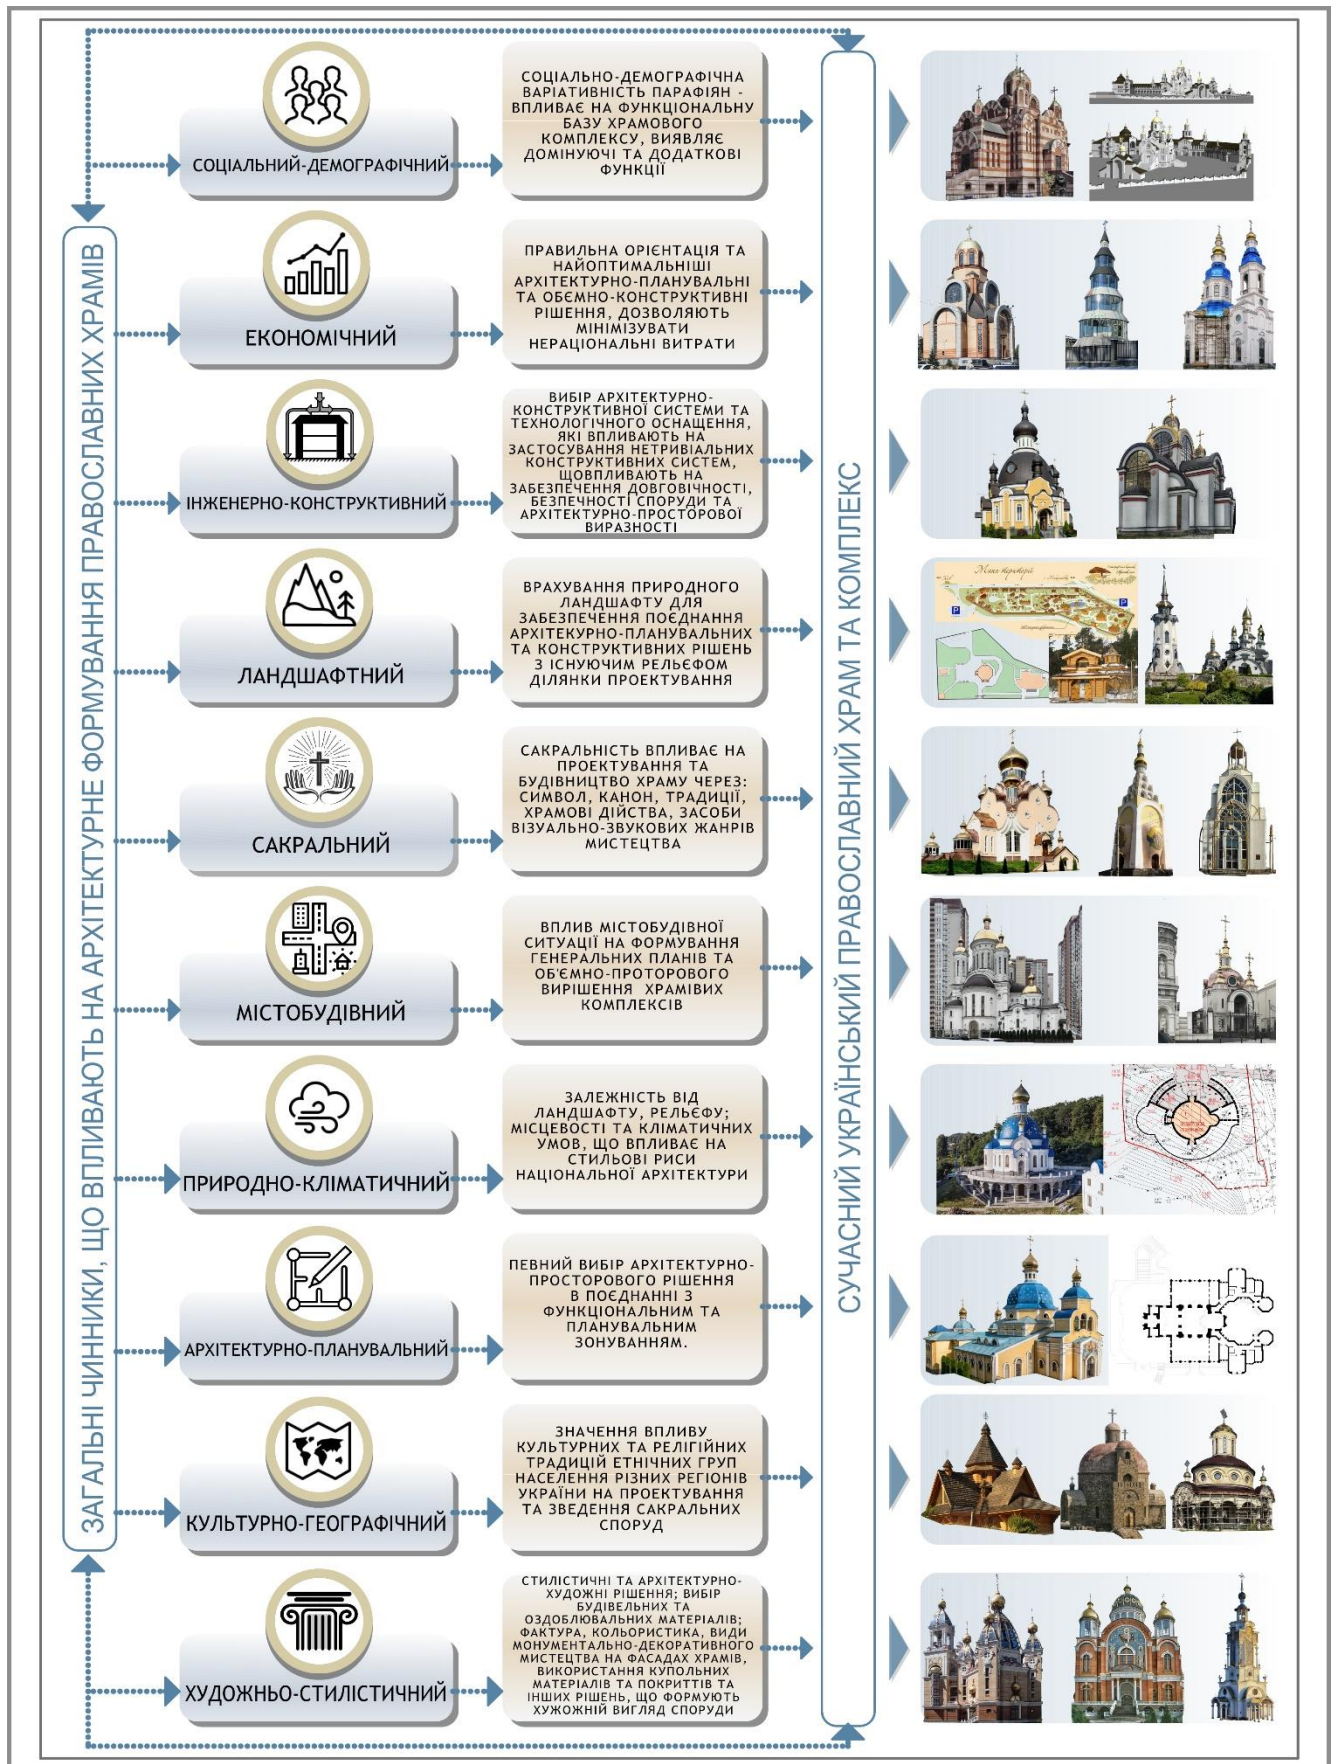 ЗАГАЛЬНІ ЧИННИКИ, ЩО ВПЛИВАЮТЬ НА АРХІТЕКТУРНЕ ФОРМУВАННЯ ПРАВОСЛАВНИХ ХРАМІВ
СОЦІАЛЬНИЙ-ДЕМОГРАФІЧНИЙ
СОЦІАЛЬНО-ДЕМОГРАФІЧНА
ВАРІАТИВНІСТЬ ПАРАФІЯН -
ВПЛИВАЄ НА ФУНКЦІОНАЛЬНУ
БАЗУ ХРАМОВОГО
КОМПЛЕКСУ, ВИЯВЛЯЄ
ДОМІНУЮЧІ ТА ДОДАТКОВІ
ФУНКЦІЇ
ЕКОНОМІЧНИЙ
ПРАВИЛЬНА ОРІЄНТАЦІЯ ТА
НАЙОПТИМАЛЬНІШІ
АРХІТЕКТУРНО-ПЛАНУВАЛЬНІ
ТА ОБЄМНО-КОНСТРУКТИВНІ
РІШЕННЯ, ДОЗВОЛЯЮТЬ
МІНІМІЗУВАТИ
НЕРАЦІОНАЛЬНІ ВИТРАТИ
ІНЖЕНЕРНО-КОНСТРУКТИВНИЙ
ВИБІР АРХІТЕКТУРНО-
КОНСТРУКТИВНОЇ СИСТЕМИ ТА
ТЕХНОЛОГІЧНОГО ОСНАЩЕННЯ,
ЯКІ ВПЛИВАЮТЬ НА
ЗАСТОСУВАННЯ НЕТРИВІАЛЬНИХ
КОНСТРУКТИВНИХ СИСТЕМ,
ЩОВПЛИВАЮТЬ НА
ЗАБЕЗПЕЧЕННЯ ДОВГОВІЧНОСТІ,
БЕЗПЕЧНОСТІ СПОРУДИ ТА
АРХІТЕКТУРНО-ПРОСТОРОВОЇ
ВИРАЗНОСТІ
ЛАНДШАФТНИЙ
ВРАХУВАННЯ ПРИРОДНОГО
ЛАНДШАФТУ ДЛЯ
ЗАБЕЗПЕЧЕННЯ ПОЄДНАННЯ
АРХІТЕКУРНО-ПЛАНУВАЛЬНИХ
ТА КОНСТРУКТИВНИХ РІШЕНЬ
З ІСНУЮЧИМ РЕЛЬЄФОМ
ДІЛЯНКИ ПРОЕКТУВАННЯ
P
P
САКРАЛЬНИЙ
САКРАЛЬНІСТЬ ВПЛИВАЄ НА
ПРОЕКТУВАННЯ ТА
БУДІВНИЦТВО ХРАМУ ЧЕРЕЗ:
СИМВОЛ, КАНОН, ТРАДИЦІЇ,
ХРАМОВІ ДІЙСТВА, ЗАСОБИ
ВІЗУАЛЬНО-ЗВУКОВИХ ЖАНРІВ
МИСТЕЦТВА
МІСТОБУДІВНИЙ
ВПЛИВ МІСТОБУДІВНОЇ
СИТУАЦІЇ НА ФОРМУВАННЯ
ГЕНЕРАЛЬНИХ ПЛАНІВ ТА
ОБ'ЄМНО-ПРОТОРОВОГО
ВИРІШЕННЯ ХРАМІВИХ
КОМПЛЕКСІВ
ПРИРОДНО-КЛІМАТИЧНИЙ
ЗАЛЕЖНІСТЬ ВІД
ЛАНДШАФТУ, РЕЛЬЄФУ;
МІСЦЕВОСТІ ТА КЛІМАТИЧНИХ
УМОВ, ЩО ВПЛИВАЄ НА
СТИЛЬОВІ РИСИ
НАЦІОНАЛЬНОЇ АРХІТЕКТУРИ
АРХІТЕКТУРНО-ПЛАНУВАЛЬНИЙ
ПЕВНИЙ ВИБІР АРХІТЕКТУРНО-
ПРОСТОРОВОГО РІШЕННЯ
В ПОЄДНАННІ З
ФУНКЦІОНАЛЬНИМ ТА
ПЛАНУВАЛЬНИМ
ЗОНУВАННЯМ.
КУЛЬТУРНО-ГЕОГРАФІЧНИЙ
ЗНАЧЕННЯ ВПЛИВУ
КУЛЬТУРНИХ ТА РЕЛІГІЙНИХ
ТРАДИЦІЙ ЕТНІЧНИХ ГРУП
НАСЕЛЕННЯ РІЗНИХ РЕГІОНІВ
УКРАЇНИ НА ПРОЕКТУВАННЯ
ТА ЗВЕДЕННЯ САКРАЛЬНИХ
СПОРУД
ХУДОЖНЬО-СТИЛІСТИЧНИЙ
СТИЛІСТИЧНІ ТА АРХІТЕКТУРНО-
ХУДОЖНІ РІШЕННЯ; ВИБІР
БУДІВЕЛЬНИХ ТА
ОЗДОБЛЮВАЛЬНИХ МАТЕРІАЛІВ;
ФАКТУРА, КОЛЬОРИСТИКА, ВИДИ
МОНУМЕНТАЛЬНО-ДЕКОРАТИВНОГО
МИСТЕЦТВА НА ФАСАДАХ ХРАМІВ,
ВИКОРИСТАННЯ КУПОЛЬНИХ
МАТЕРІАЛІВ ТА ПОКРИТТІВ ТА
ІНШИХ РІШЕНЬ, ЩО ФОРМУЮТЬ
ХУЖОЖНІЙ ВИГЛЯД СПОРУДИ
СУЧАСНИЙ УКРАЇНСЬКИЙ ПРАВОСЛАВНИЙ ХРАМ ТА КОМПЛЕКС